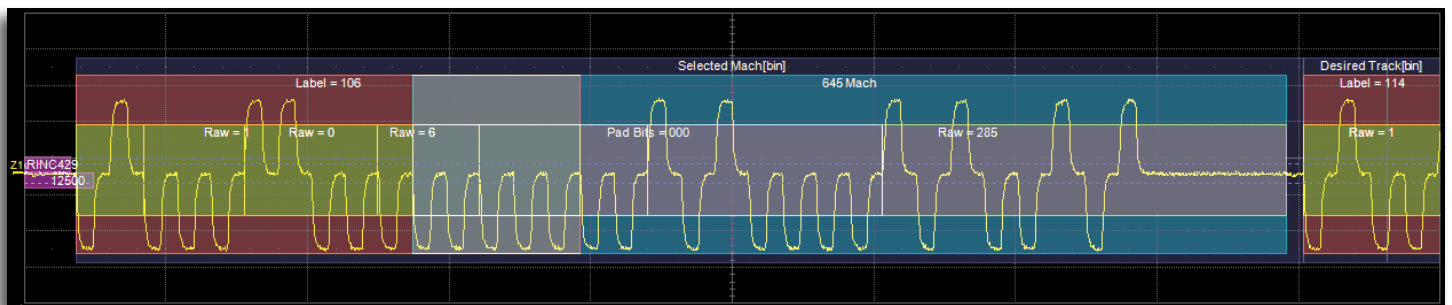 Selected Mach[bin]
Desired Track[bin]
Label = 106
645 Mach
Label = 114
Raw = 1
Raw = 0
Raw = 6
Pad Bits = 000
Raw = 285
Raw = 1
RINC429
12500